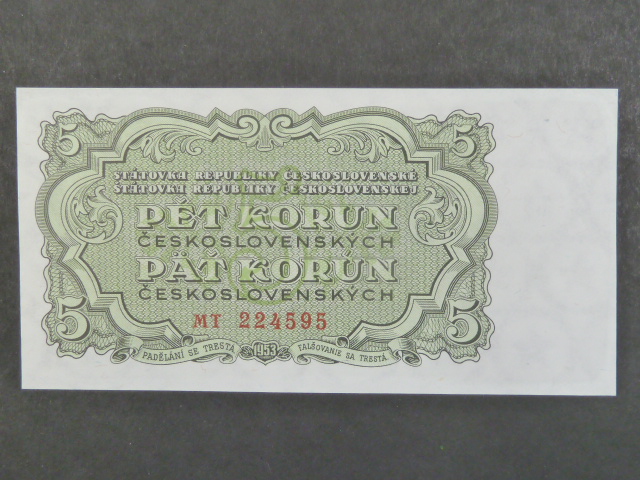 5 5
STÁTOVKA REPUBLIKY ČESKOSLOVENSKÉ
ŠTÁTOVKA REPUBLIKY ČESKOSLOVENSKEJ
PĚT KORUN
ČESKOSLOVENSKÝCH
PÄŤ KORÚN
ČESKOSLOVENSKÝCH
MT 224595
5 5
PADĚLÁNÍ SE TRESTÁ 1953 FALŠOVANIE SA TRESTÁ